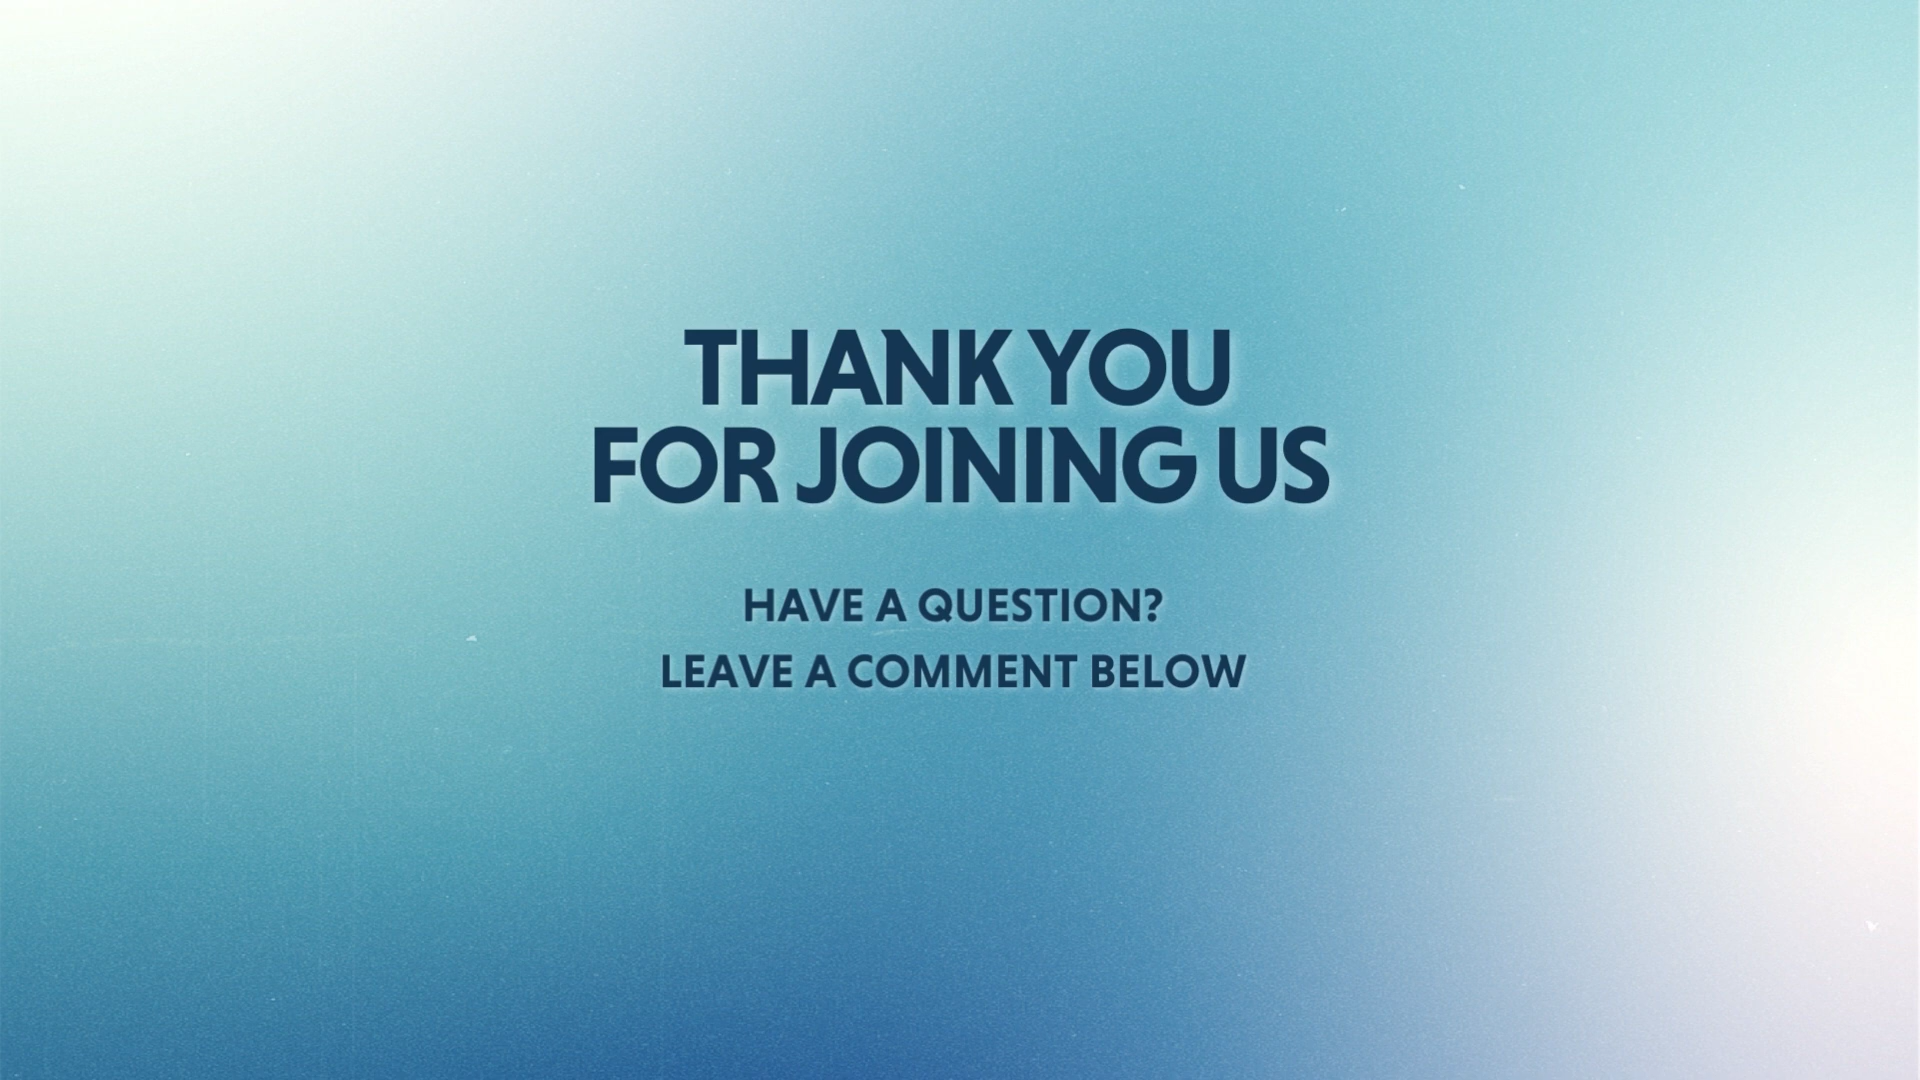 THANK YOU
FOR JOINING US
HAVE A QUESTION?
LEAVE A COMMENT BELOW